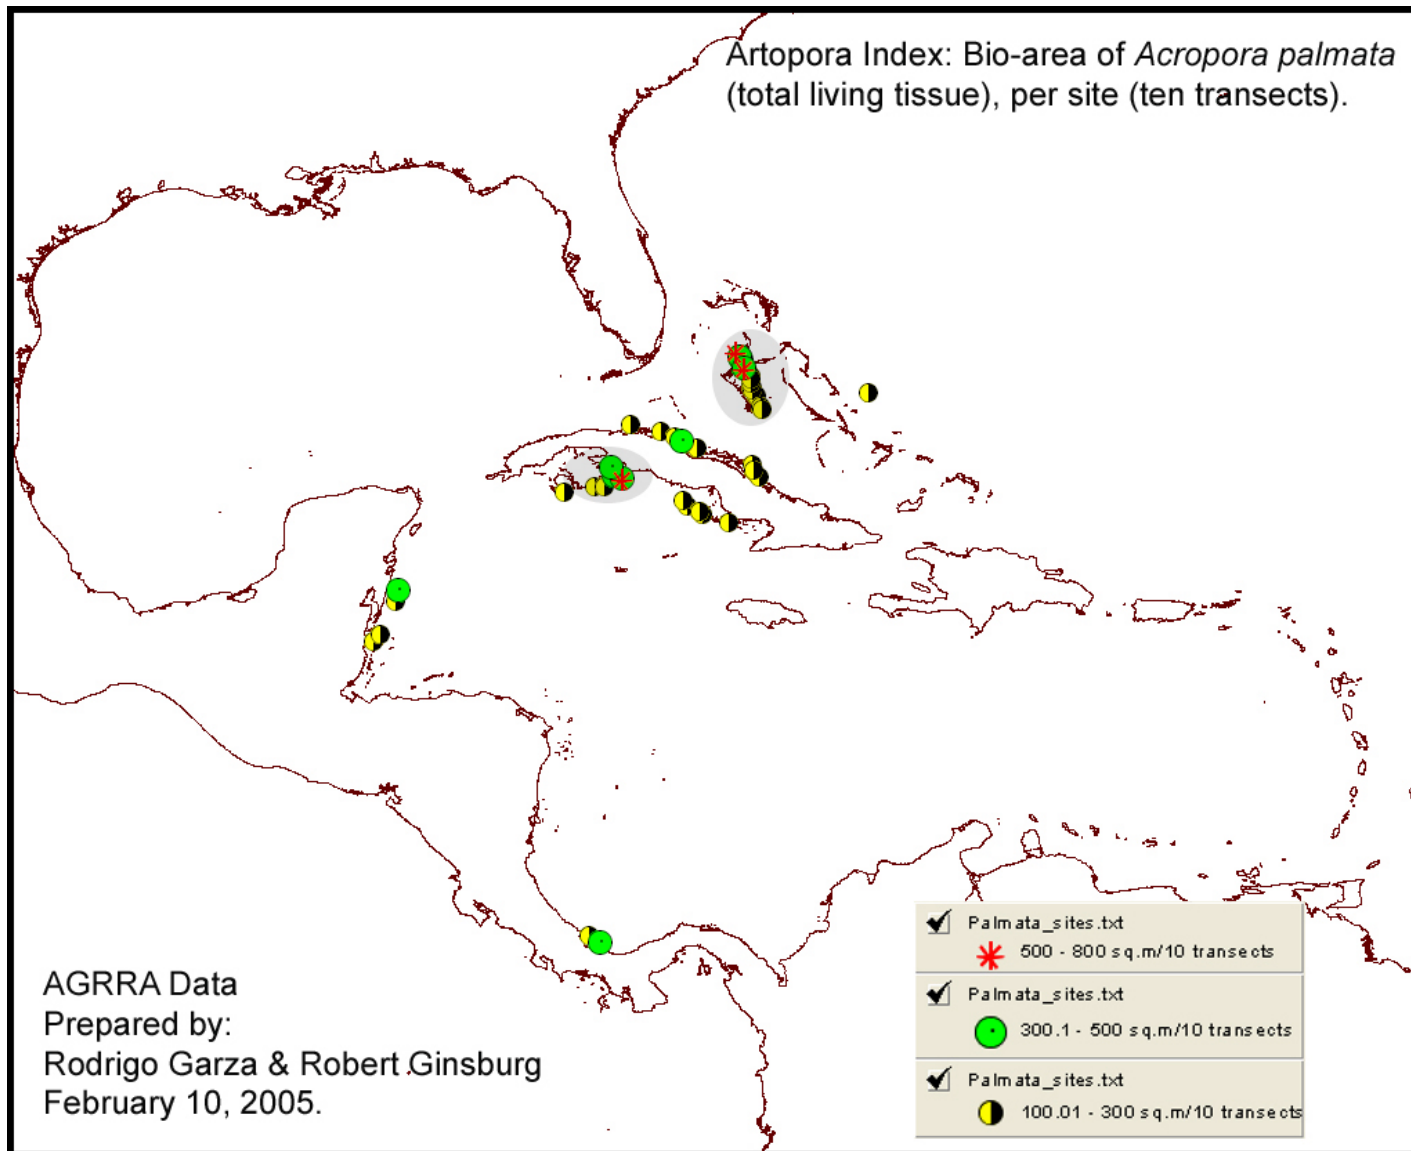 Artopora Index: Bio-area of Acropora palmata
(total living tissue), per site (ten transects).
Palmata_sites.txt
500 - 800 sq.m/10 transects
Palmata_sites.txt
300.1 - 500 sq.m/10 transects
Palmata_sites.txt
100.01 - 300 sq.m/10 transects
AGRRA Data
Prepared by:
Rodrigo Garza & Robert Ginsburg
February 10, 2005.